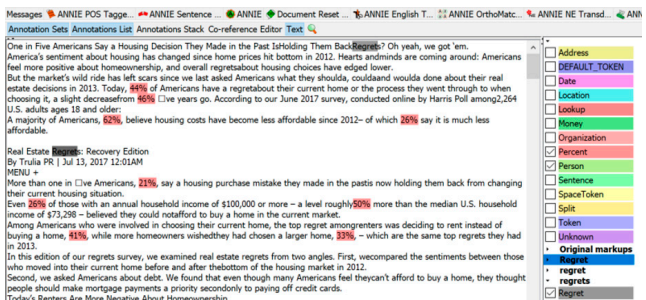 Messages ANNIE POS Tagge... ANNIE Sentence ... ANNIE Document Reset ... ANNIE English T... ANNIE OrthoMatc... ANNIE NE Transd... ANN
Annotation Sets Annotations List Annotations Stack Co-reference Editor Text
One in Five Americans Say a Housing Decision They Made in the Past IsHolding Them BackRegrets? Oh yeah, we got 'em.
America's sentiment about housing has changed since home prices hit bottom in 2012. Hearts andminds are coming around: Americans
feel more positive about homeownership, and overall regretsabout housing choices have edged lower.
But the market's wild ride has left scars since we last asked Americans what they shoulda, couldaand woulda done about their real
estate decisions in 2013. Today, 44% of Americans have a regretabout their current home or the process they went through to when
choosing it, a slight decreasefrom 46% □ve years go. According to our June 2017 survey, conducted online by Harris Poll among2,264
U.S. adults ages 18 and older:
A majority of Americans, 62%, believe housing costs have become less affordable since 2012– of which 26% say it is much less
affordable.
Real Estate Regrets: Recovery Edition
By Trulia PR | Jul 13, 2017 12:01AM
MENU +
More than one in □ve Americans, 21%, say a housing purchase mistake they made in the pastis now holding them back from changing
their current housing situation.
Even 26% of those with an annual household income of $100,000 or more – a level roughly50% more than the median U.S. household
income of $73,298 – believed they could notafford to buy a home in the current market.
Among Americans who were involved in choosing their current home, the top regret amongrenters was deciding to rent instead of
buying a home, 41%, while more homeowners wishedthey had chosen a larger home, 33%, – which are the same top regrets they had
in 2013.
In this edition of our regrets survey, we examined real estate regrets from two angles. First, wecompared the sentiments between those
who moved into their current home before and after thebottom of the housing market in 2012.
Second, we asked Americans about debt. We found that even though many Americans feel theycan't afford to buy a home, they thought
people should make mortgage payments a priority secondonly to paying off credit cards.
Today's Renters Are More Negative About Homeownership
Address
DEFAULT_TOKEN
Date
Location
Lookup
Money
Organization
Percent
Person
Sentence
SpaceToken
Split
Token
Unknown
Original markups
Regret
regret
regrets
Regret